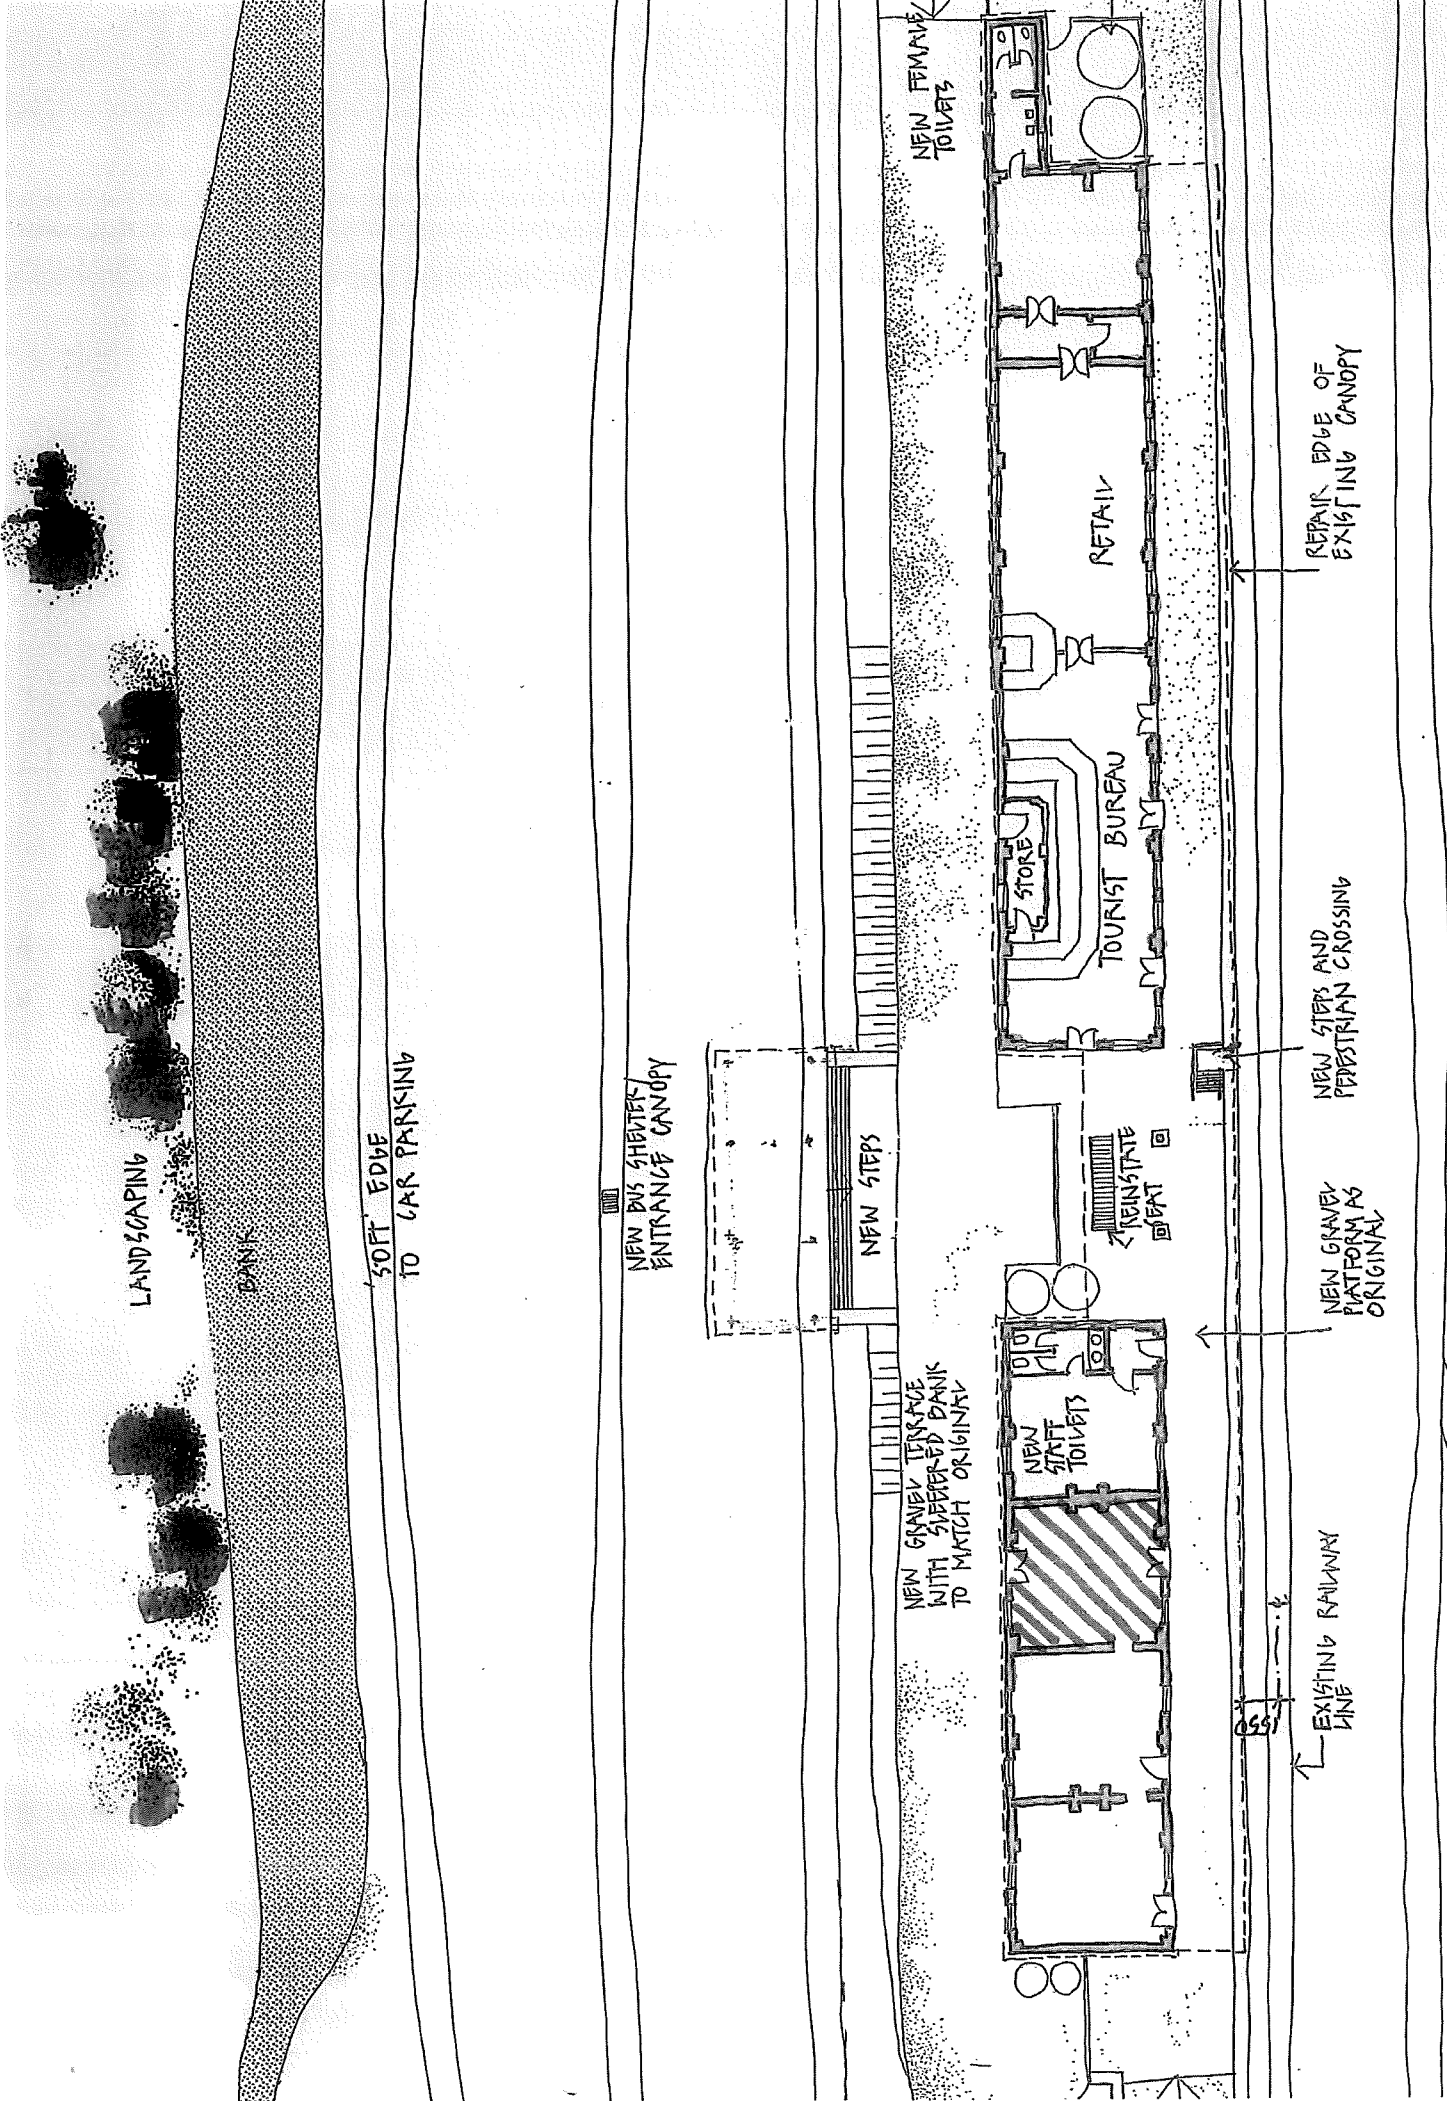 LANDSCAPING
BANK
'SOFT' EDGE
TO CAR PARKING
NEW BUS SHELTER/
ENTRANCE CANOPY
NEW STEPS
NEW FEMALE
TOILETS
NEW GRAVEL TERRACE
WITH SLEEPERED BANK
TO MATCH ORIGINAL
NEW
STAFF
TOILETS
STORE
TOURIST BUREAU
RETAIL
REINSTATE
SEAT
EXISTING RAILWAY
LINE
1550
NEW GRAVEL
PLATFORM AS
ORIGINAL
NEW STEPS AND
PEDESTRIAN CROSSING
REPAIR EDGE OF
EXISTING CANOPY